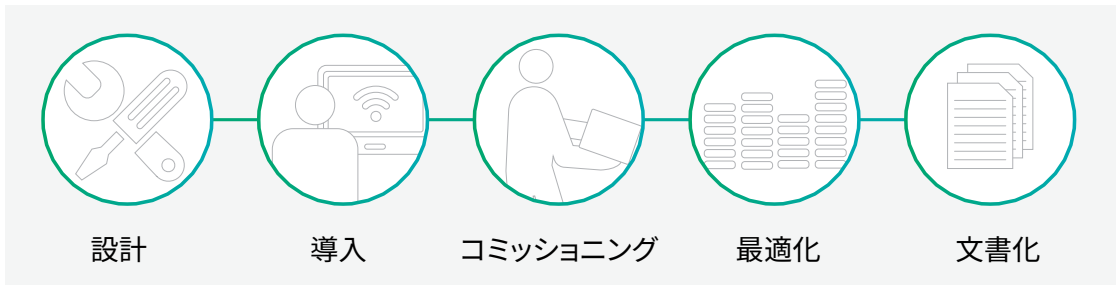 設計
導入
コミッショニング
最適化
文書化